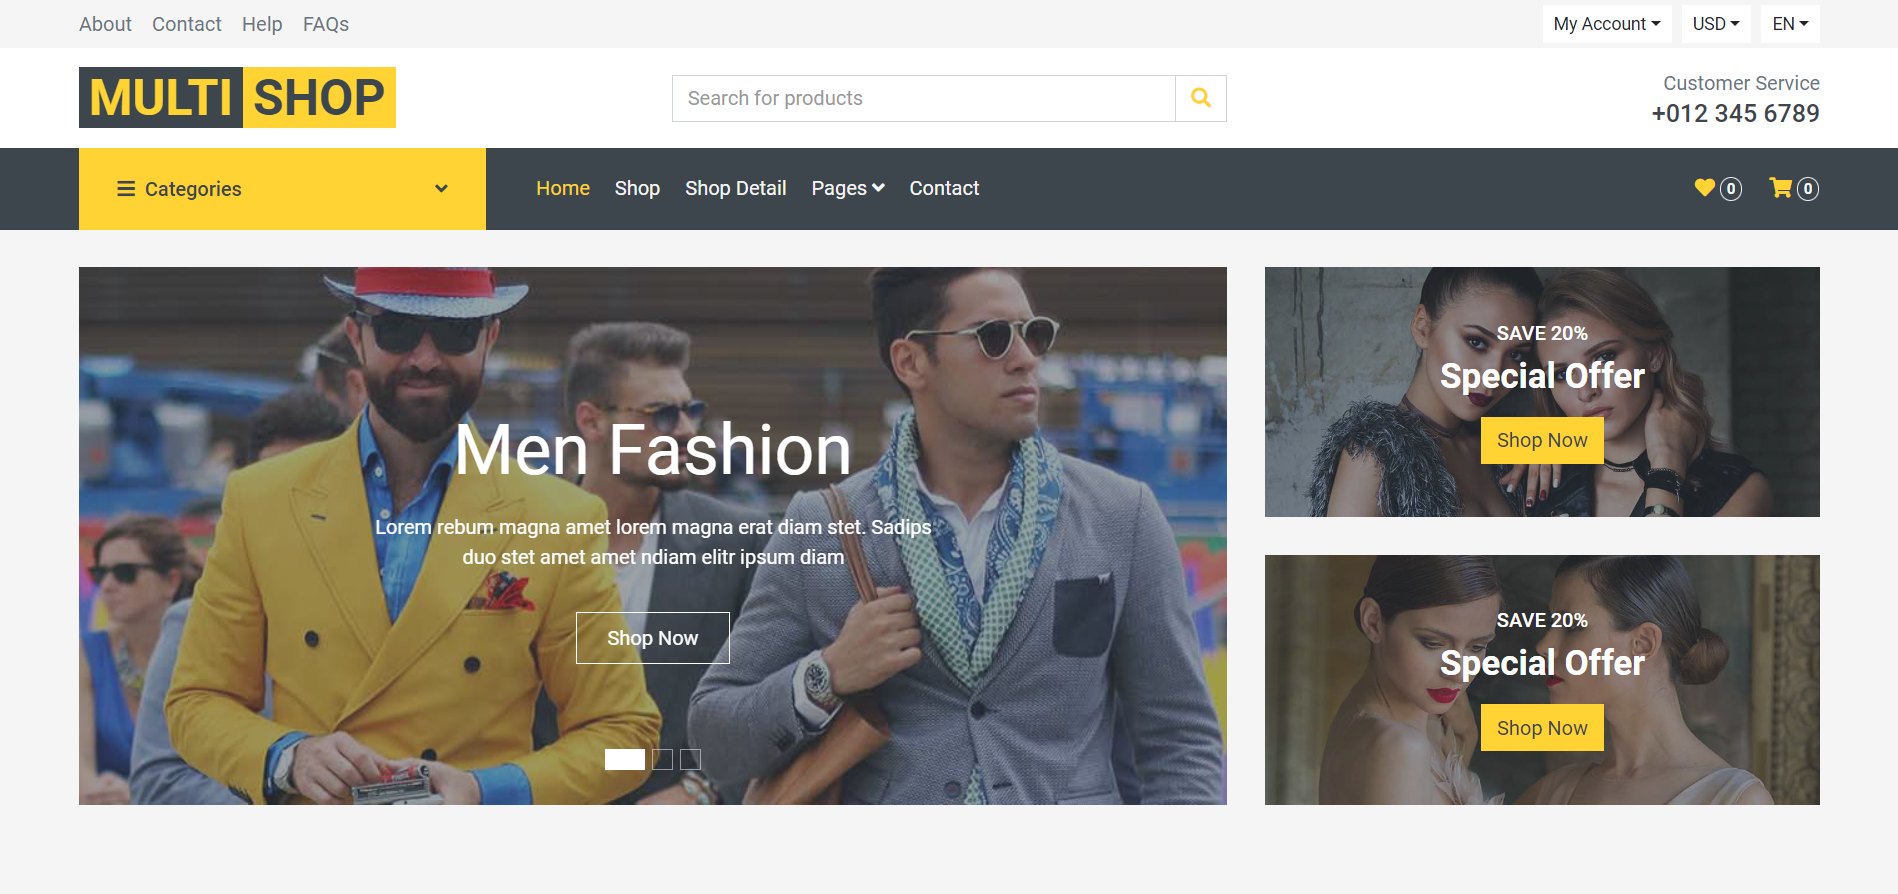 About Contact Help FAQs
My Account USD EN
MULTI SHOP
Search for products
Customer Service
+012 345 6789
Categories
Home Shop Shop Detail Pages Contact
0 0
Men Fashion
Lorem rebum magna amet lorem magna erat diam stet. Sadips
duo stet amet amet ndiam elitr ipsum diam
Shop Now
SAVE 20%
Special Offer
Shop Now
SAVE 20%
Special Offer
Shop Now